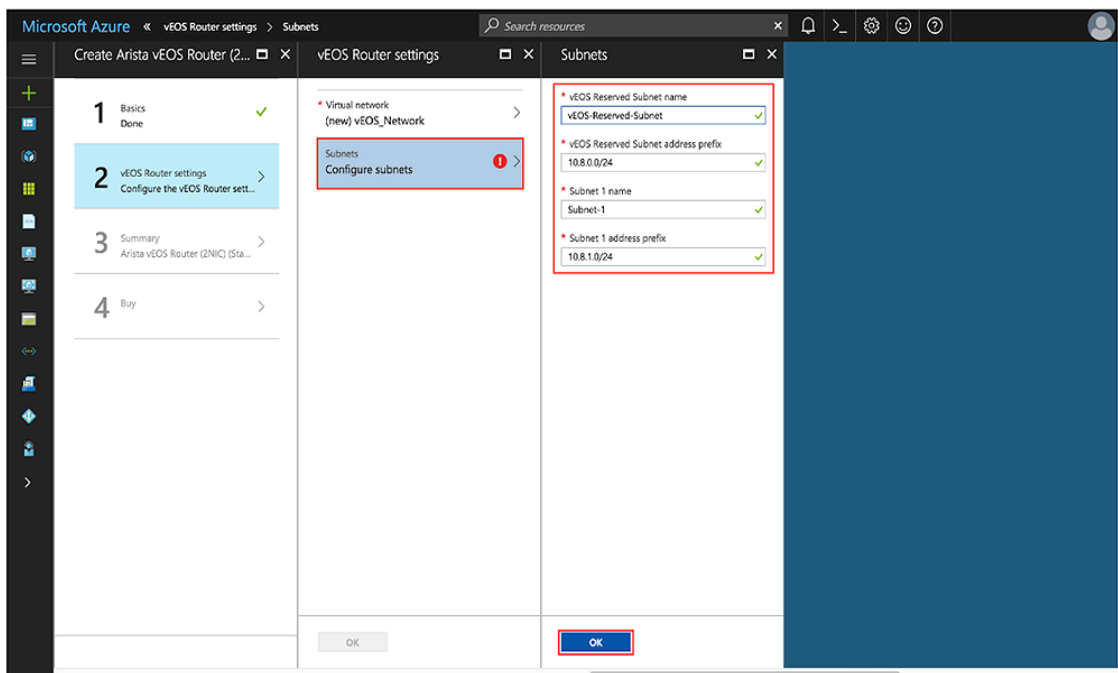 Microsoft Azure « vEOS Router settings > Subnets
Search resources
Create Arista vEOS Router (2...
1
Basics
Done
2
vEOS Router settings
Configure the vEOS Router sett...
3
Summary
Arista vEOS Router (2NIC) (Sta...
4
Buy
vEOS Router settings
* Virtual network
(new) vEOS_Network
Subnets
Configure subnets
OK
Subnets
* vEOS Reserved Subnet name
vEOS-Reserved-Subnet
* vEOS Reserved Subnet address prefix
10.8.0.0/24
* Subnet 1 name
Subnet-1
* Subnet 1 address prefix
10.8.1.0/24
OK